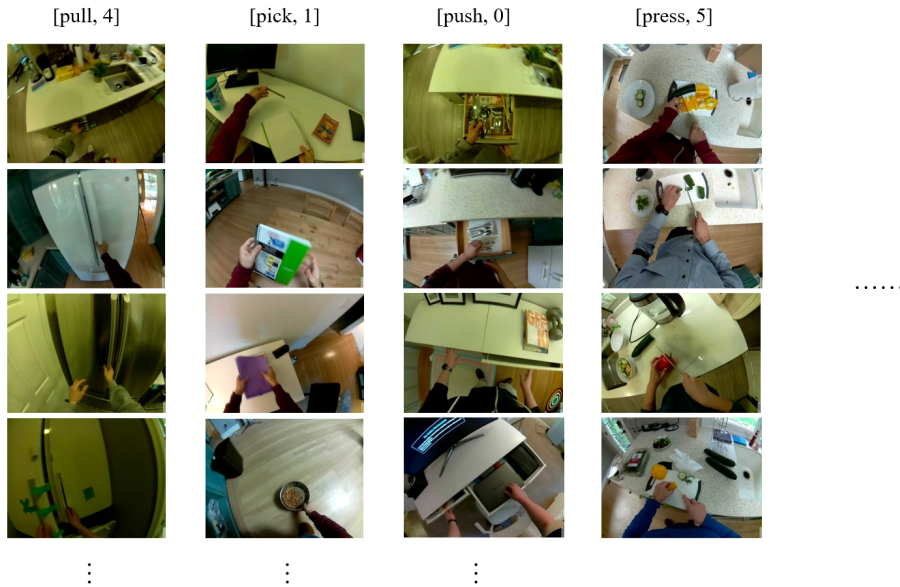 [pull, 4] [pick, 1] [push, 0] [press, 5]
......
⋮ ⋮ ⋮